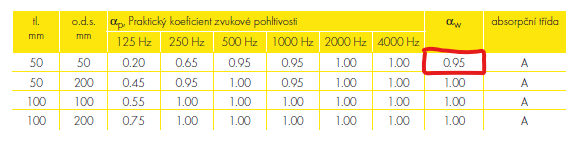 tl. o.d.s. αp, Praktický koeficient zvukové pohltivosti αw absorpční třída
mm mm 125 Hz 250 Hz 500 Hz 1000 Hz 2000 Hz 4000 Hz
50 50 0.20 0.65 0.95 0.95 1.00 1.00 0.95 A
50 200 0.45 0.95 1.00 0.95 1.00 1.00 1.00 A
100 100 0.55 1.00 1.00 1.00 1.00 1.00 1.00 A
100 200 0.75 1.00 1.00 1.00 1.00 1.00 1.00 A